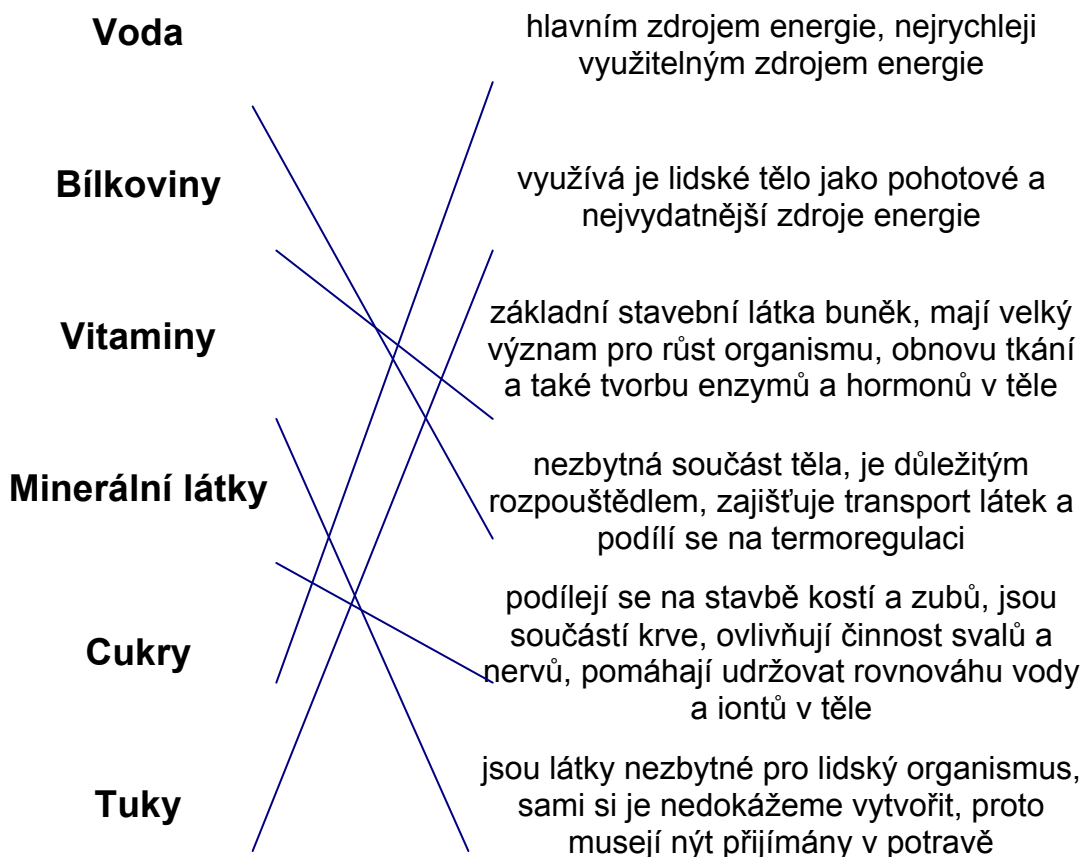 Voda
hlavním zdrojem energie, nejrychleji
využitelným zdrojem energie
Bílkoviny
využívá je lidské tělo jako pohotové a
nejvydatnější zdroje energie
Vitaminy
základní stavební látka buněk, mají velký
význam pro růst organismu, obnovu tkání
a také tvorbu enzymů a hormonů v těle
Minerální látky
nezbytná součást těla, je důležitým
rozpouštědlem, zajišťuje transport látek a
podílí se na termoregulaci
Cukry
podílejí se na stavbě kostí a zubů, jsou
součástí krve, ovlivňují činnost svalů a
nervů, pomáhají udržovat rovnováhu vody
a iontů v těle
Tuky
jsou látky nezbytné pro lidský organismus,
sami si je nedokážeme vytvořit, proto
musejí nýt přijímány v potravě